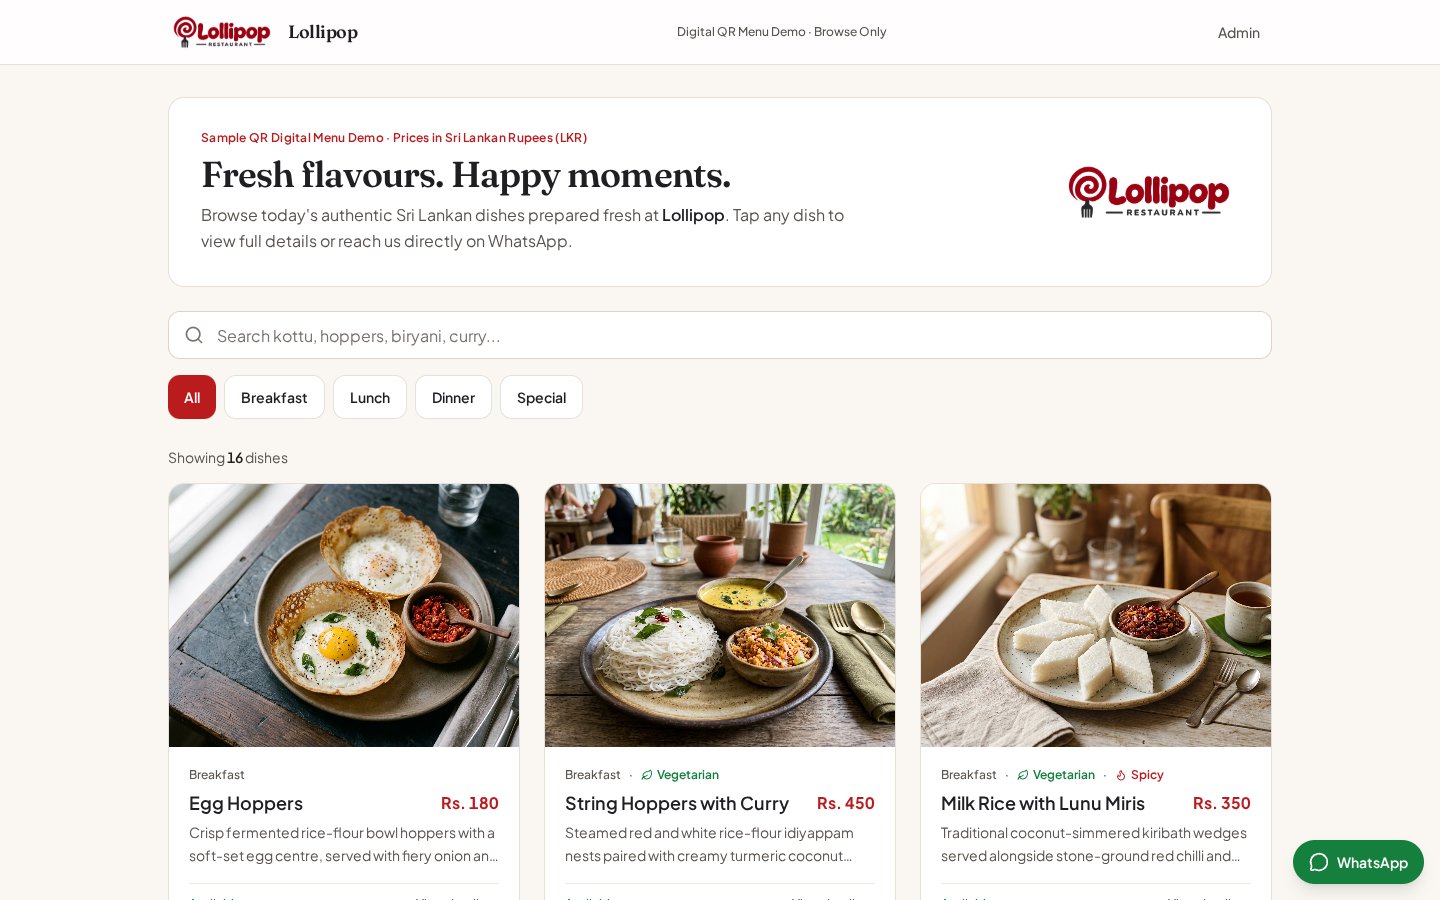 Lollipop
RESTAURANT
Lollipop
Digital QR Menu Demo · Browse Only
Admin
Sample QR Digital Menu Demo · Prices in Sri Lankan Rupees (LKR)
Fresh flavours. Happy moments.
Browse today's authentic Sri Lankan dishes prepared fresh at Lollipop. Tap any dish to
view full details or reach us directly on WhatsApp.
Lollipop
RESTAURANT
Search kottu, hoppers, biryani, curry...
All
Breakfast
Lunch
Dinner
Special
Showing 16 dishes
Breakfast
Egg Hoppers
Rs. 180
Crisp fermented rice-flour bowl hoppers with a
soft-set egg centre, served with fiery onion an...
Breakfast · Vegetarian
String Hoppers with Curry
Rs. 450
Steamed red and white rice-flour idiyappam
nests paired with creamy turmeric coconut...
Breakfast · Vegetarian · Spicy
Milk Rice with Lunu Miris
Rs. 350
Traditional coconut-simmered kiribath wedges
served alongside stone-ground red chilli and...
WhatsApp